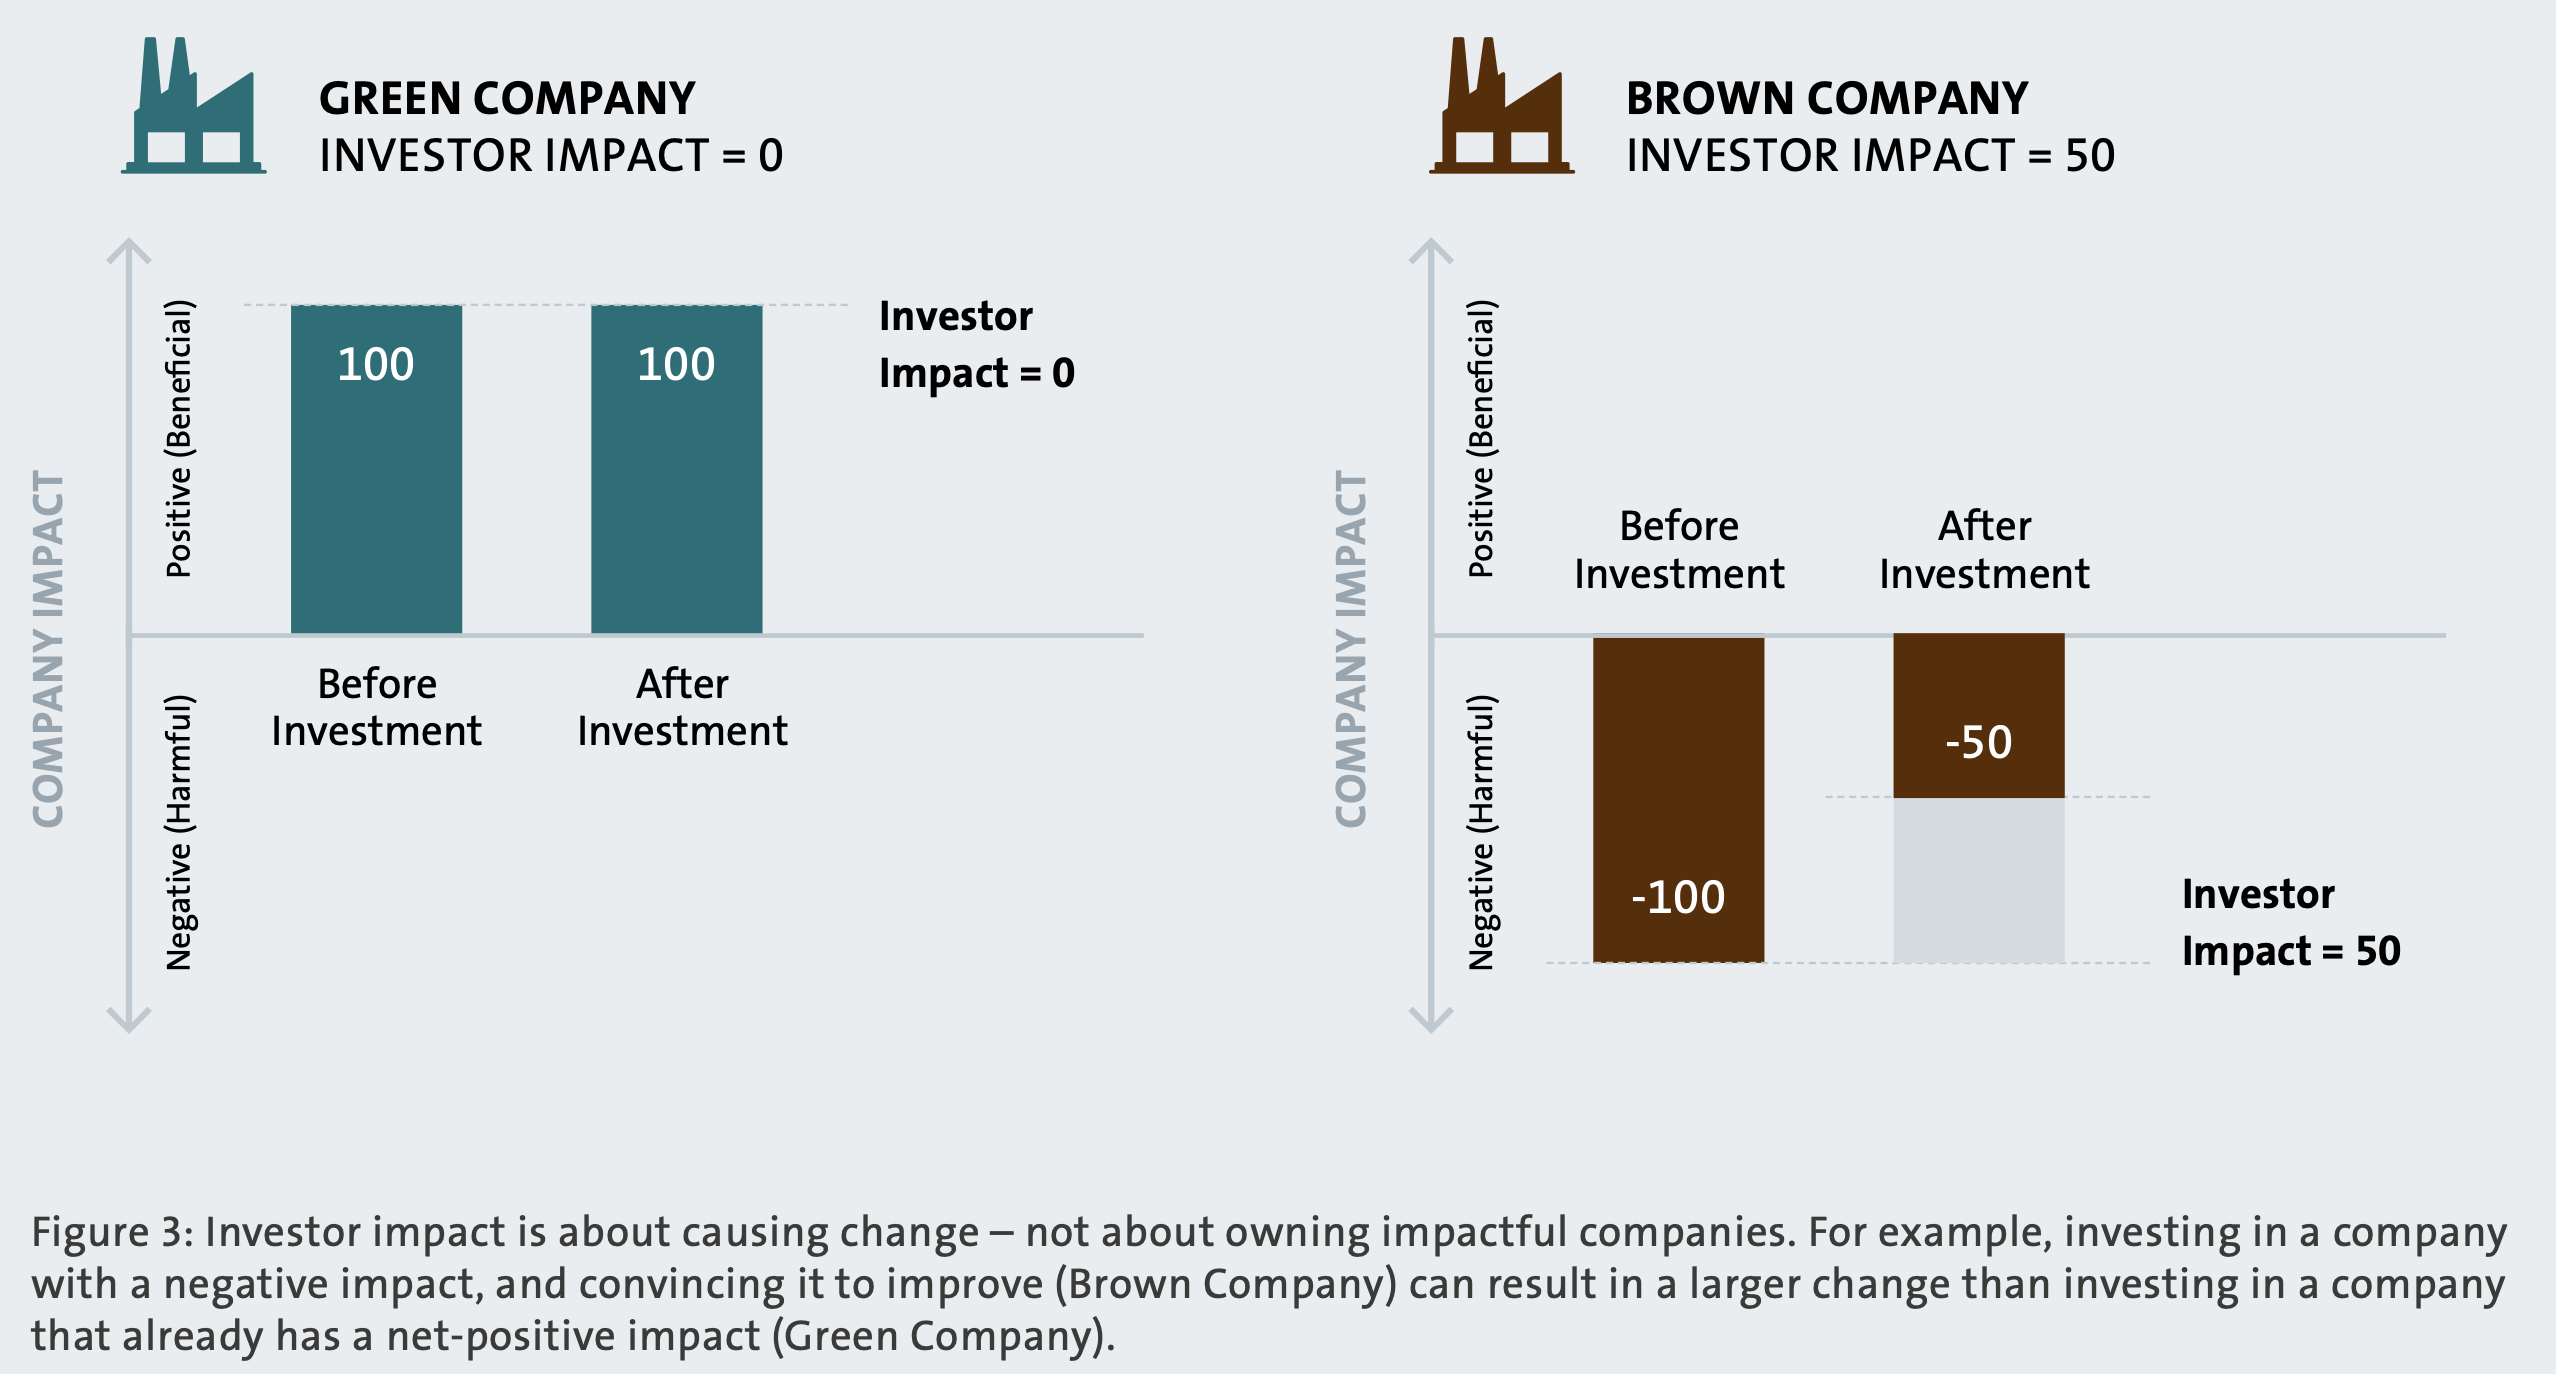 GREEN COMPANY
INVESTOR IMPACT = 0
COMPANY IMPACT
Positive (Beneficial)
Negative (Harmful)
100
100
Investor
Impact = 0
Before
Investment
After
Investment
BROWN COMPANY
INVESTOR IMPACT = 50
COMPANY IMPACT
Positive (Beneficial)
Negative (Harmful)
Before
Investment
After
Investment
-100
-50
Investor
Impact = 50
Figure 3: Investor impact is about causing change – not about owning impactful companies. For example, investing in a company
with a negative impact, and convincing it to improve (Brown Company) can result in a larger change than investing in a company
that already has a net-positive impact (Green Company).